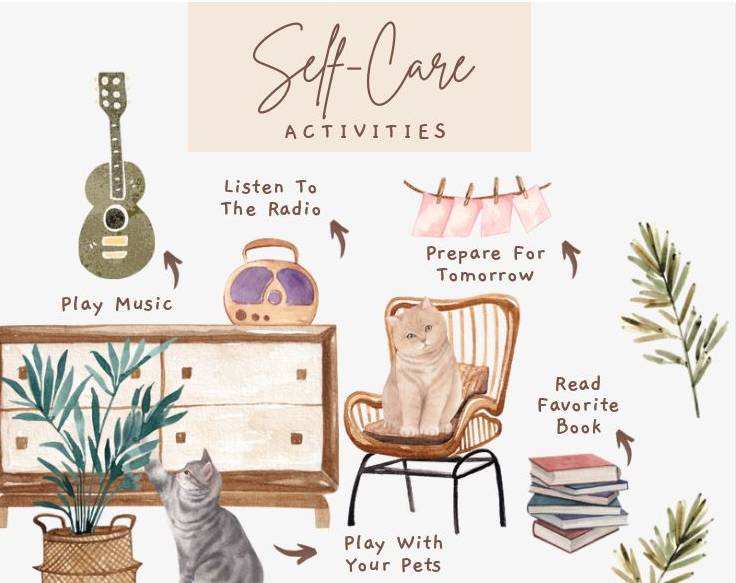 Self-Care
ACTIVITIES
Listen To
The Radio
Prepare For
Tomorrow
Play Music
Read
Favorite
Book
Play With
Your Pets